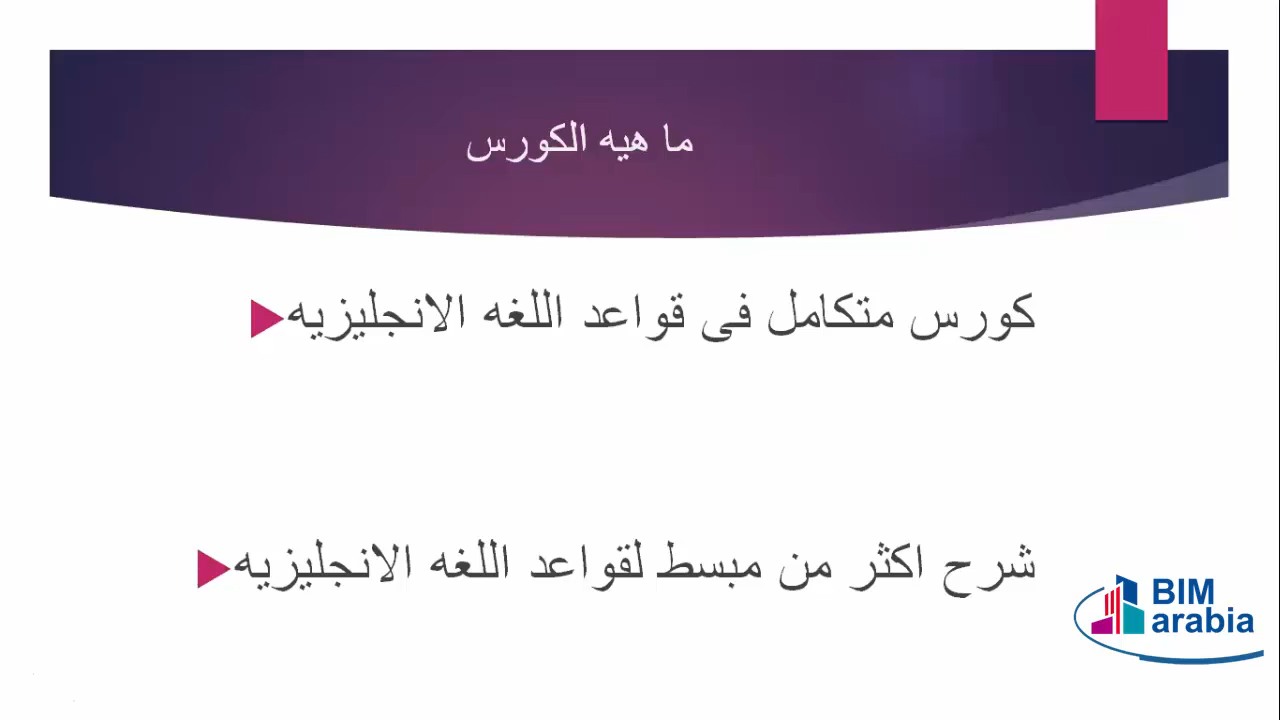 ما هيه الكورس
كورس متكامل فى قواعد اللغه الانجليزيه
شرح اكثر من مبسط لقواعد اللغه الانجليزيه
BIM
arabia